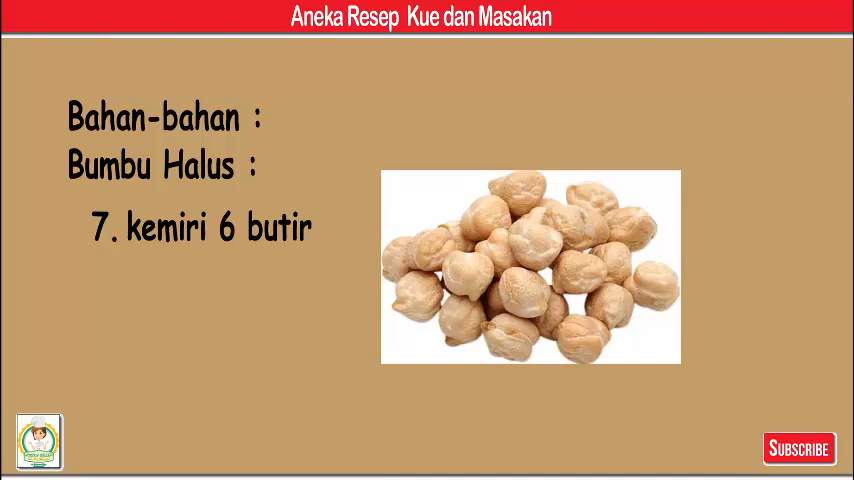 Aneka Resep Kue dan Masakan
Bahan-bahan :
Bumbu Halus :
7. kemiri 6 butir
SUBSCRIBE